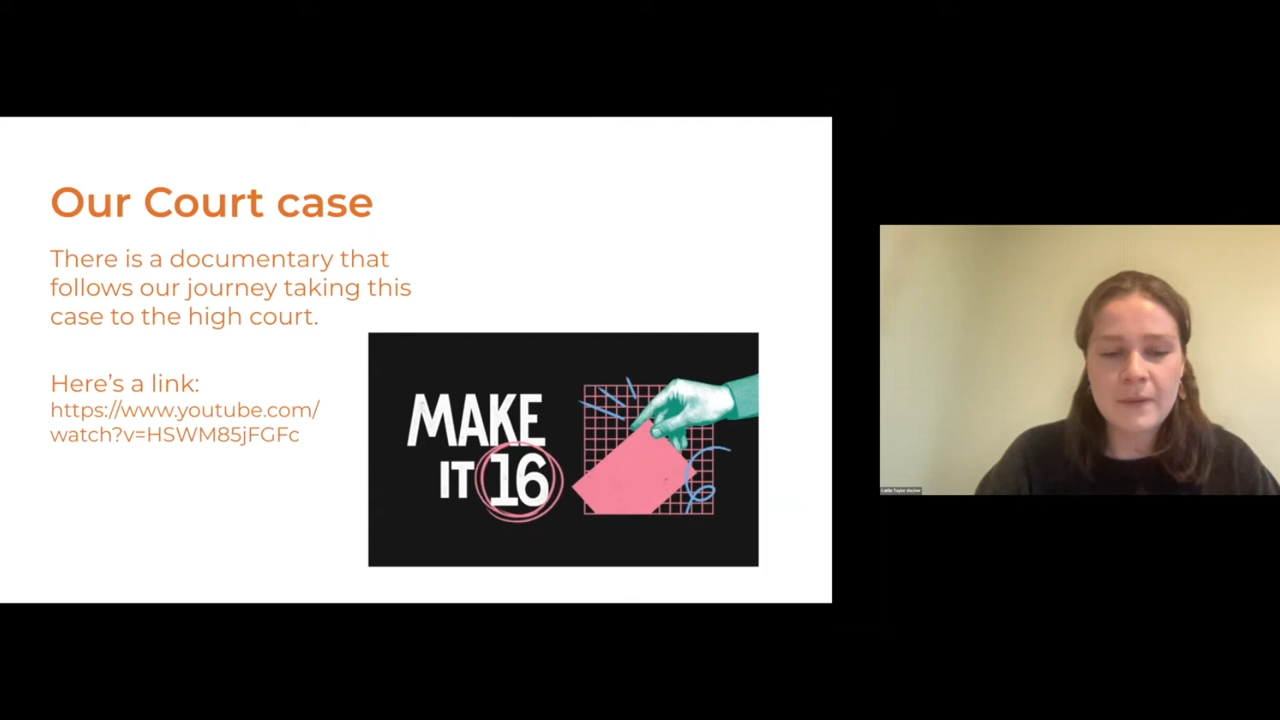 Our Court case
There is a documentary that
follows our journey taking this
case to the high court.
Here's a link:
https://www.youtube.com/
watch?v=HSWM85jFGFc
MAKE
IT 16